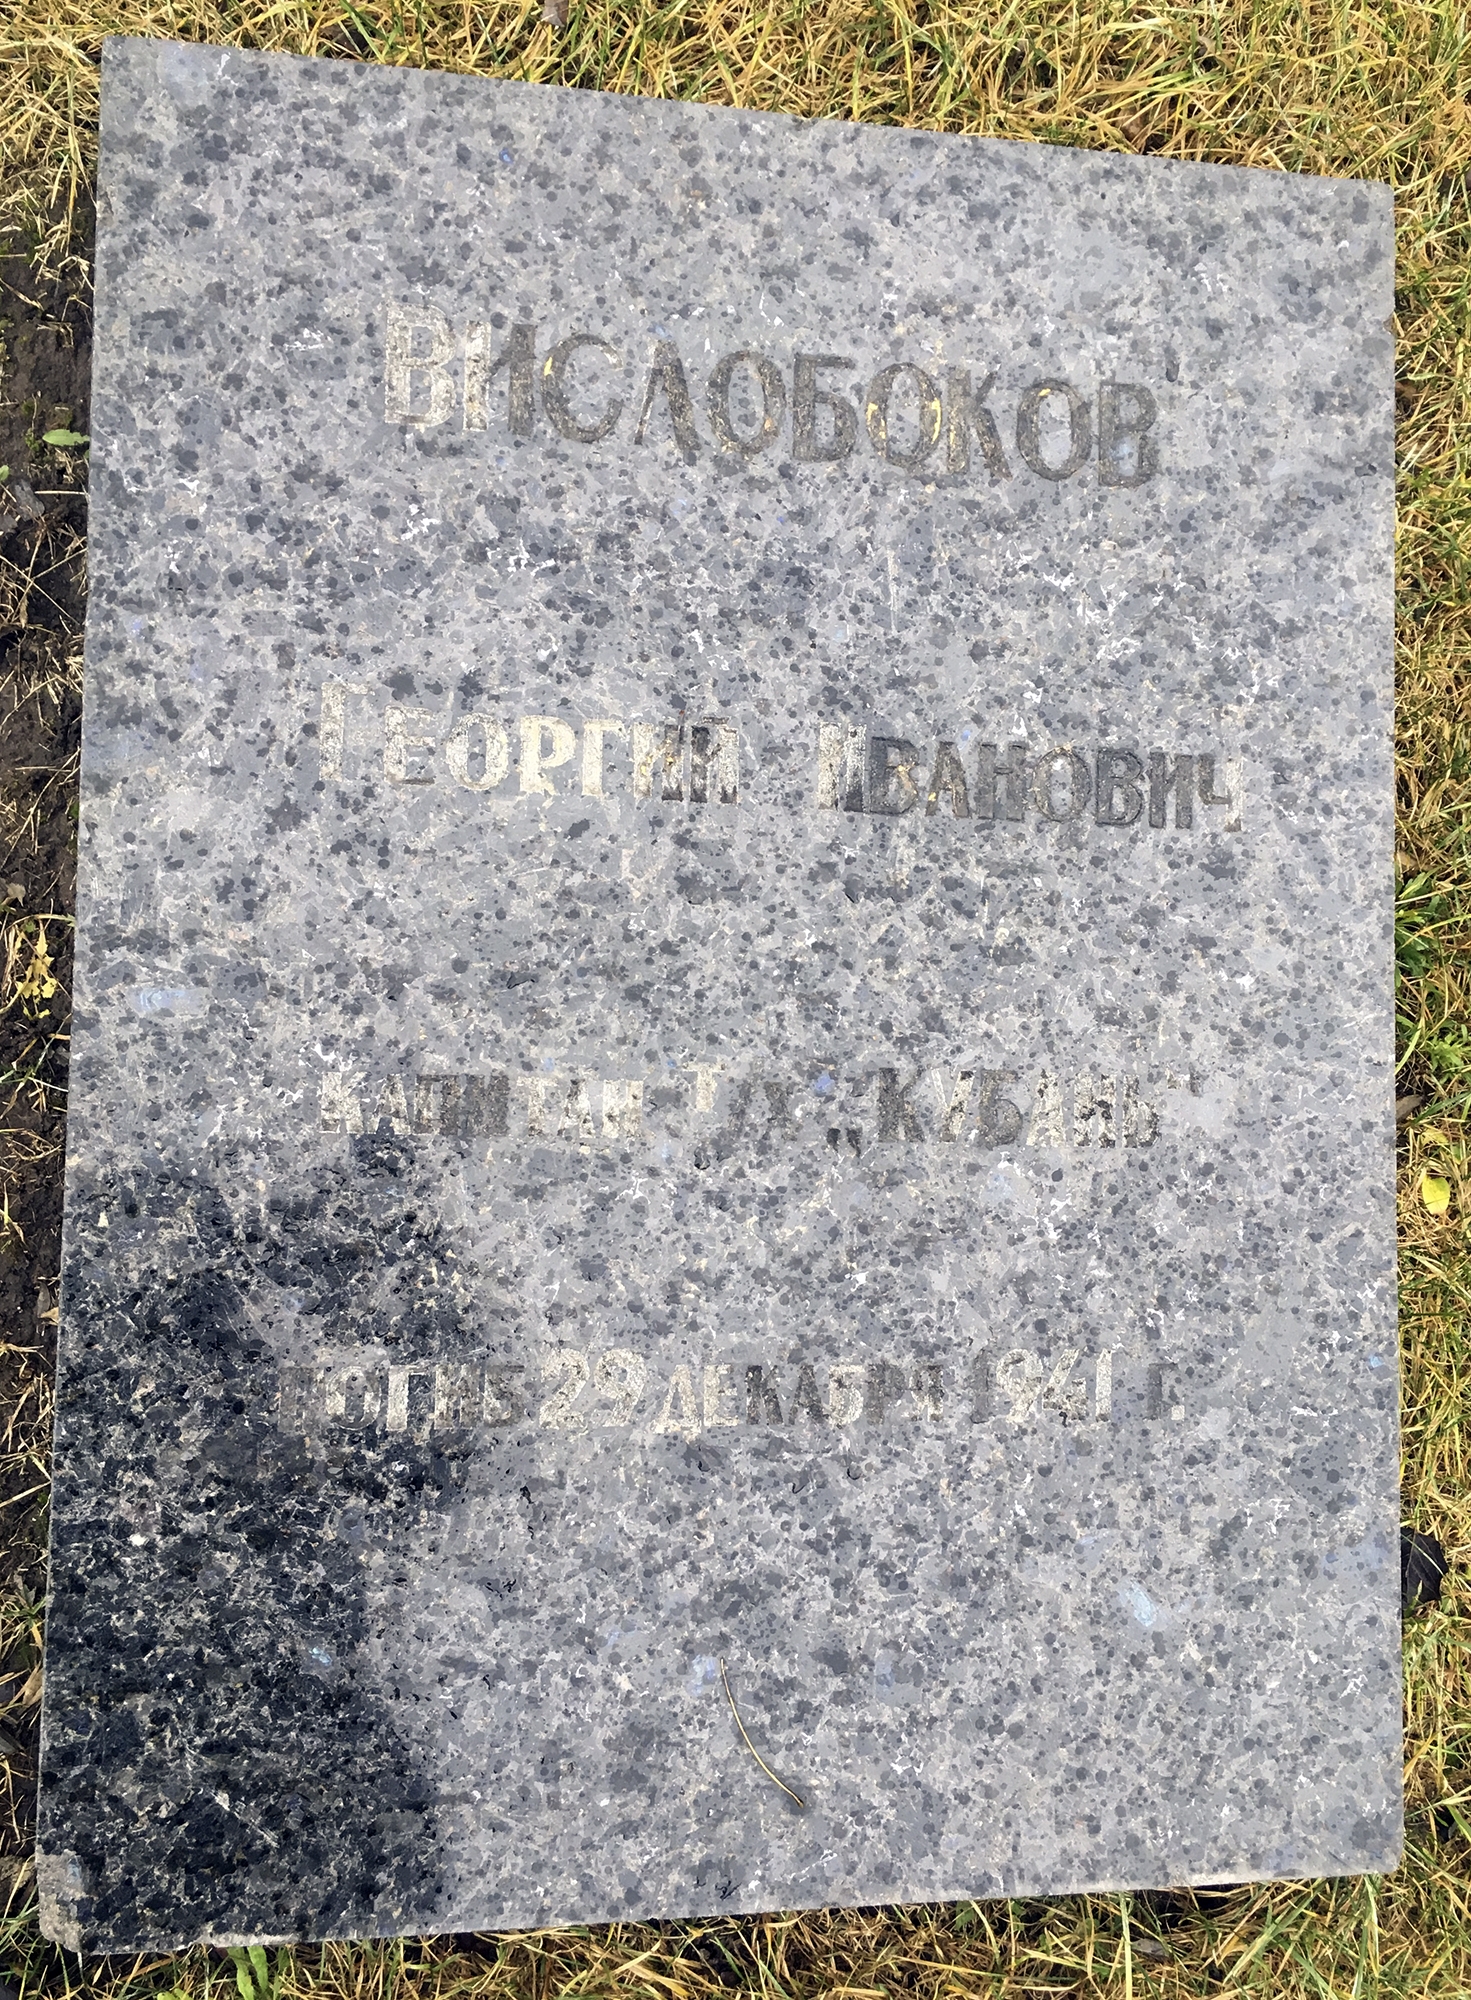 Вислобоков
Георгий Иванович
капитан Т/х „Кубань"
погиб 29 декабря 1941 г.